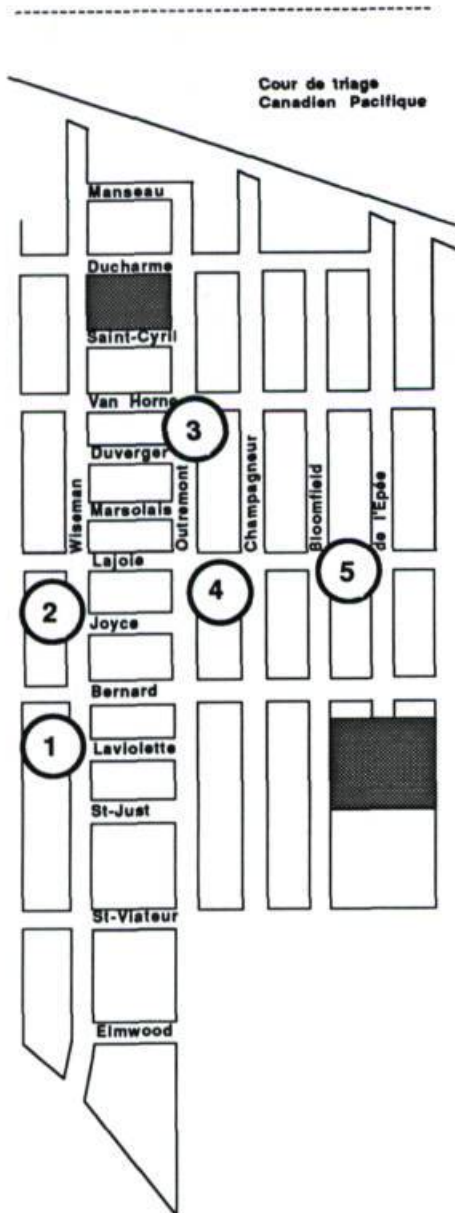 Cour de triage
Canadien Pacifique
Manseau
Ducharme
Saint-Cyril
Van Horne
3
Duverger
Wiseman
Outremont
Champagneur
Bloomfield
de l'Epée
Marsolais
Lajoie
5
4
2
Joyce
Bernard
1
Laviolette
St-Just
St-Viateur
Elmwood